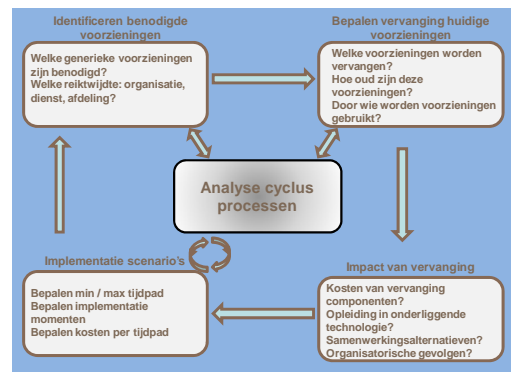 Identificeren benodigde
voorzieningen
Welke generieke voorzieningen
zijn benodigd?
Welke reiktwijdte: organisatie,
dienst, afdeling?
Bepalen vervanging huidige
voorzieningen
Welke voorzieningen worden
vervangen?
Hoe oud zijn deze
voorzieningen?
Door wie worden voorzieningen
gebruikt?
Analyse cyclus
processen
Implementatie scenario's
Bepalen min / max tijdpad
Bepalen implementatie
momenten
Bepalen kosten per tijdpad
Impact van vervanging
Kosten van vervanging
componenten?
Opleiding in onderliggende
technologie?
Samenwerkingsalternatieven?
Organisatorische gevolgen?